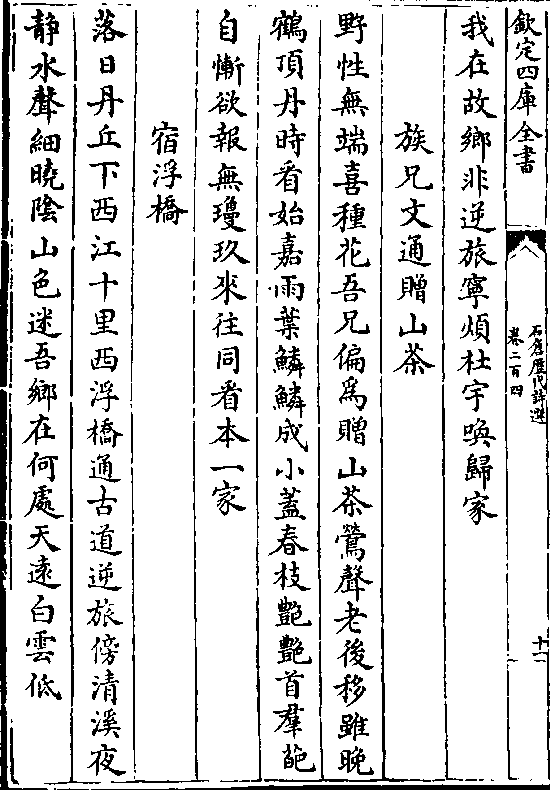 欽定四庫全書
石倉歷代詩選
卷二百四
十二
我在故鄉非逆旅寧煩杜宇喚歸家
族兄文通贈山茶
野性無端喜種花吾兄偏為贈山茶鶯聲老後移雖晚
鶴頂丹時看始嘉雨葉鱗鱗成小蓋春枝艷艷首羣葩
自慚欲報無瓊玖來往同看本一家
宿浮橋
落日丹丘下西江十里西浮橋通古道逆旅傍清溪夜
静水聲細曉陰山色迷吾鄉在何處天遠白雲低